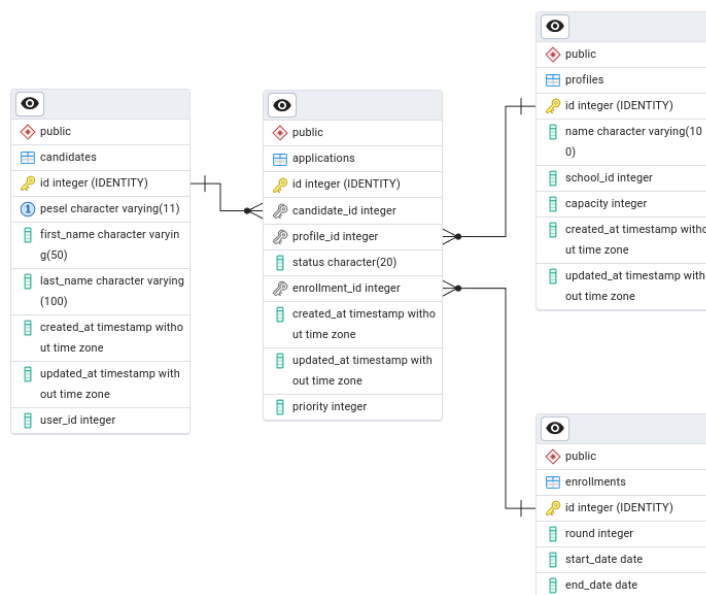 public
candidates
id integer (IDENTITY)
1
pesel character varying(11)
first_name character varyin
g(50)
last_name character varying
(100)
created_at timestamp witho
ut time zone
updated_at timestamp with
out time zone
user_id integer
public
applications
id integer (IDENTITY)
candidate_id integer
profile_id integer
status character(20)
enrollment_id integer
created_at timestamp witho
ut time zone
updated_at timestamp with
out time zone
priority integer
public
profiles
id integer (IDENTITY)
name character varying(10
0)
school_id integer
capacity integer
created_at timestamp witho
ut time zone
updated_at timestamp with
out time zone
public
enrollments
id integer (IDENTITY)
round integer
start_date date
end_date date